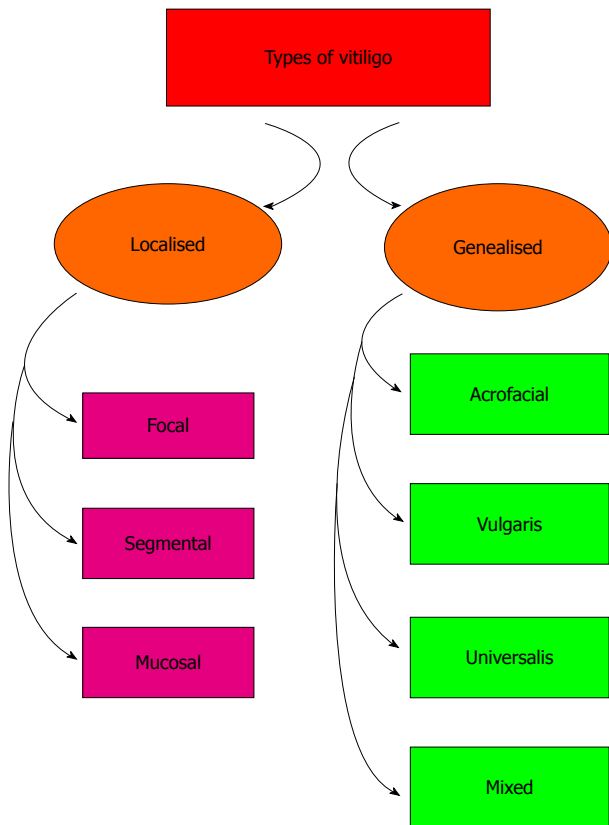 Types of vitiligo
Localised
Genealised
Focal
Segmental
Mucosal
Acrofacial
Vulgaris
Universalis
Mixed